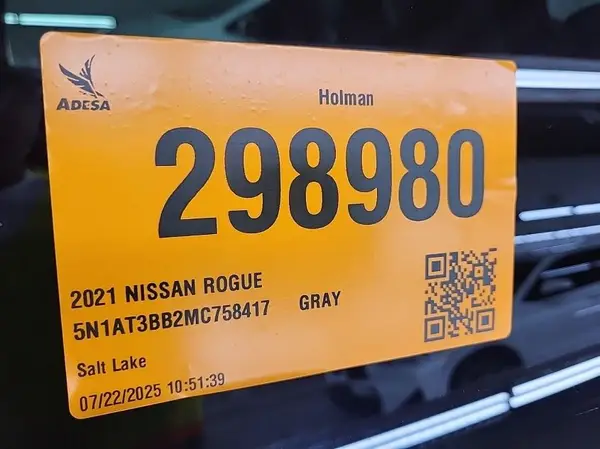 ADESA
Holman
298980
2021 NISSAN ROGUE
5N1AT3BB2MC758417 GRAY
Salt Lake
07/22/2025 10:51:39